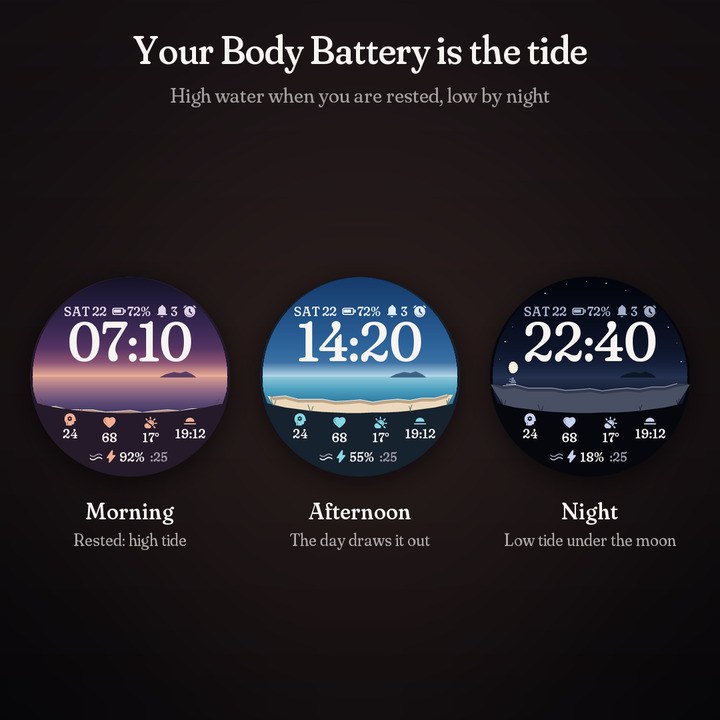 Your Body Battery is the tide
High water when you are rested, low by night
SAT 22 72% 3
07:10
24 68 17° 19:12
92% :25
SAT 22 72% 3
14:20
24 68 17° 19:12
55% :25
SAT 22 72% 3
22:40
24 68 17° 19:12
18% :25
Morning
Rested: high tide
Afternoon
The day draws it out
Night
Low tide under the moon